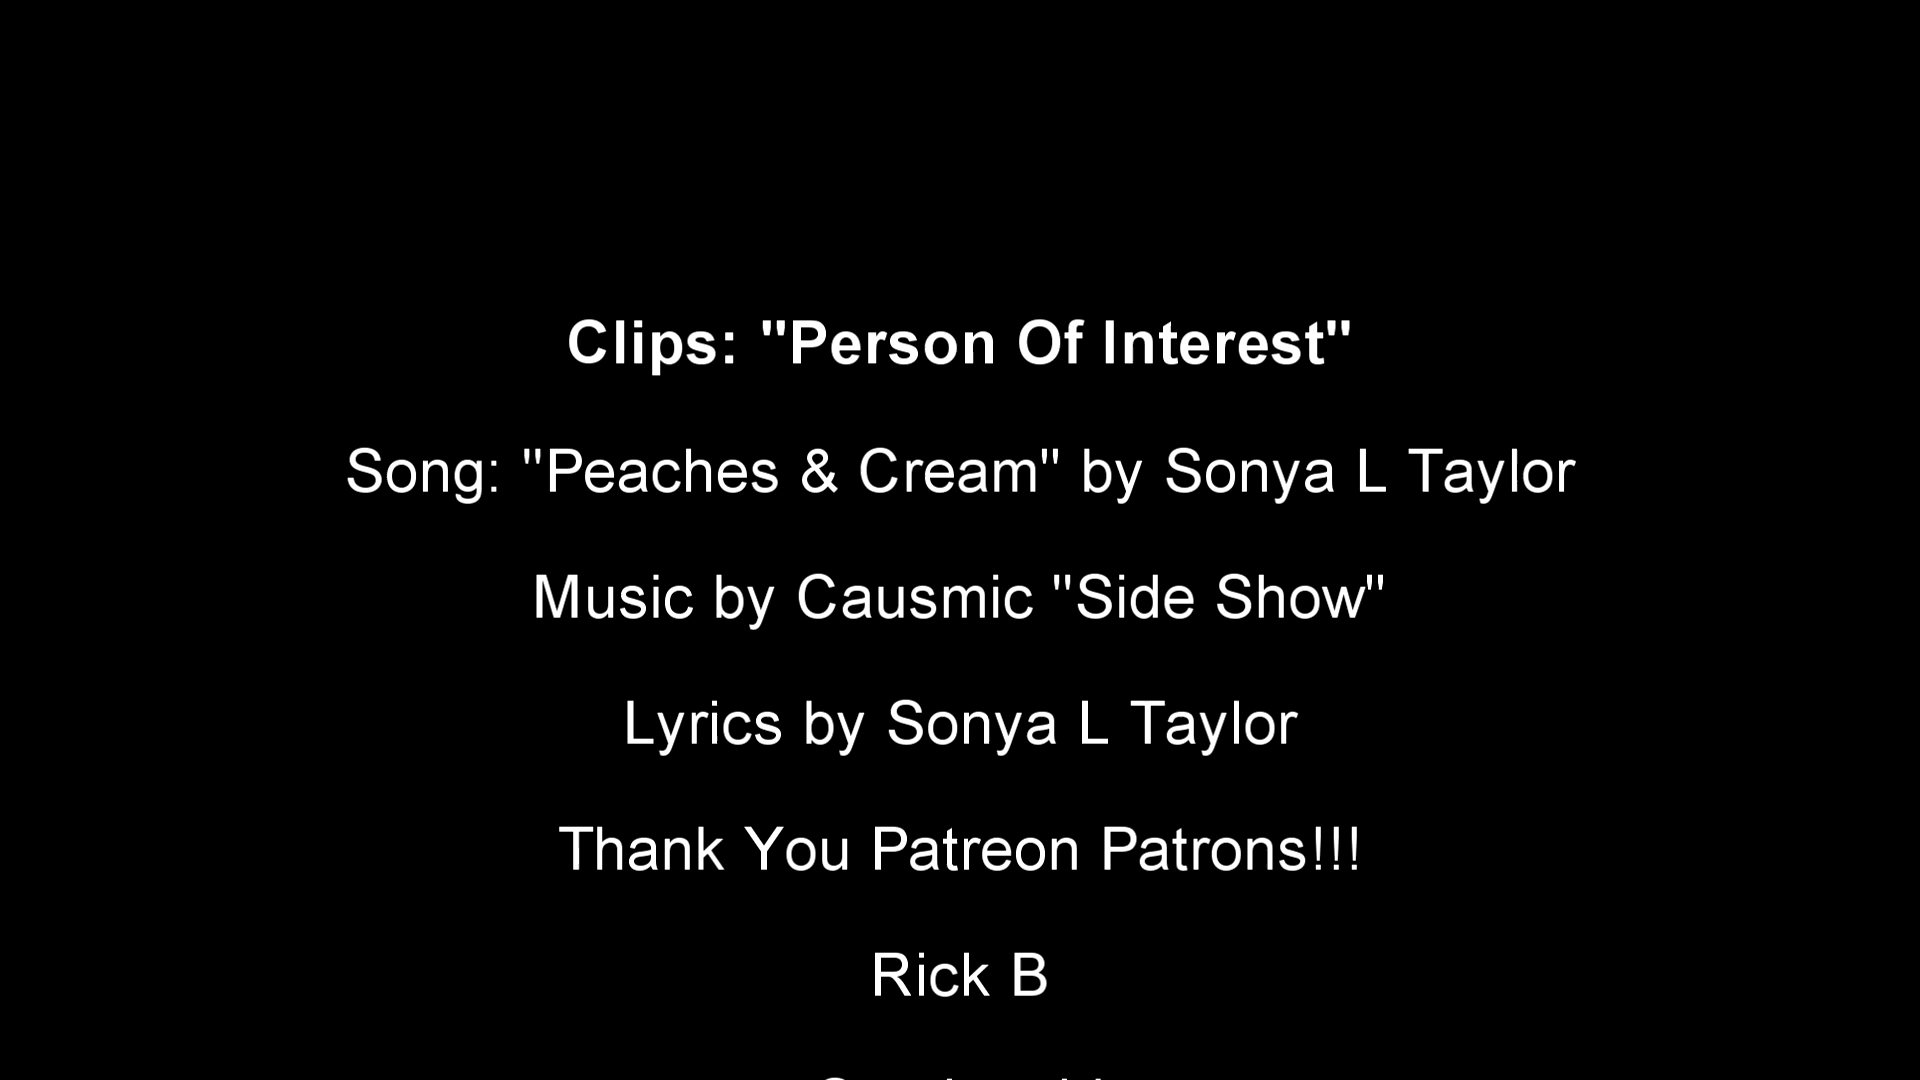 Clips: "Person Of Interest"
Song: "Peaches & Cream" by Sonya L Taylor
Music by Causmic "Side Show"
Lyrics by Sonya L Taylor
Thank You Patreon Patrons!!!
Rick B